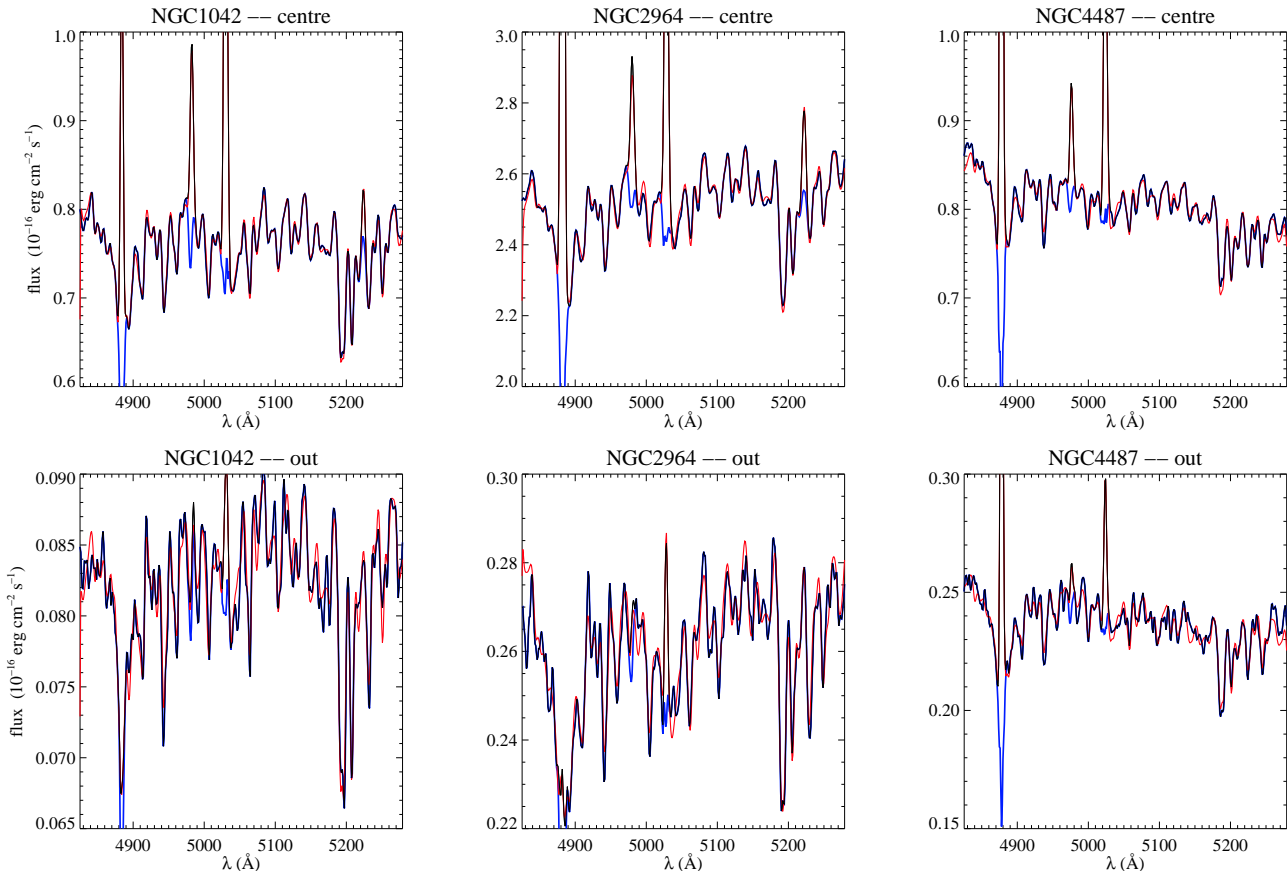 NGC1042 −− centre
NGC2964 −− centre
NGC4487 −− centre
1.0
0.9
0.8
0.7
0.6
flux (10⁻¹⁶ erg cm⁻² s⁻¹)
4900 5000 5100 5200
λ (Å)
3.0
2.8
2.6
2.4
2.2
2.0
4900 5000 5100 5200
λ (Å)
1.0
0.9
0.8
0.7
0.6
4900 5000 5100 5200
λ (Å)
NGC1042 −− out
NGC2964 −− out
NGC4487 −− out
0.090
0.085
0.080
0.075
0.070
0.065
flux (10⁻¹⁶ erg cm⁻² s⁻¹)
4900 5000 5100 5200
λ (Å)
0.30
0.28
0.26
0.24
0.22
4900 5000 5100 5200
λ (Å)
0.30
0.25
0.20
0.15
4900 5000 5100 5200
λ (Å)